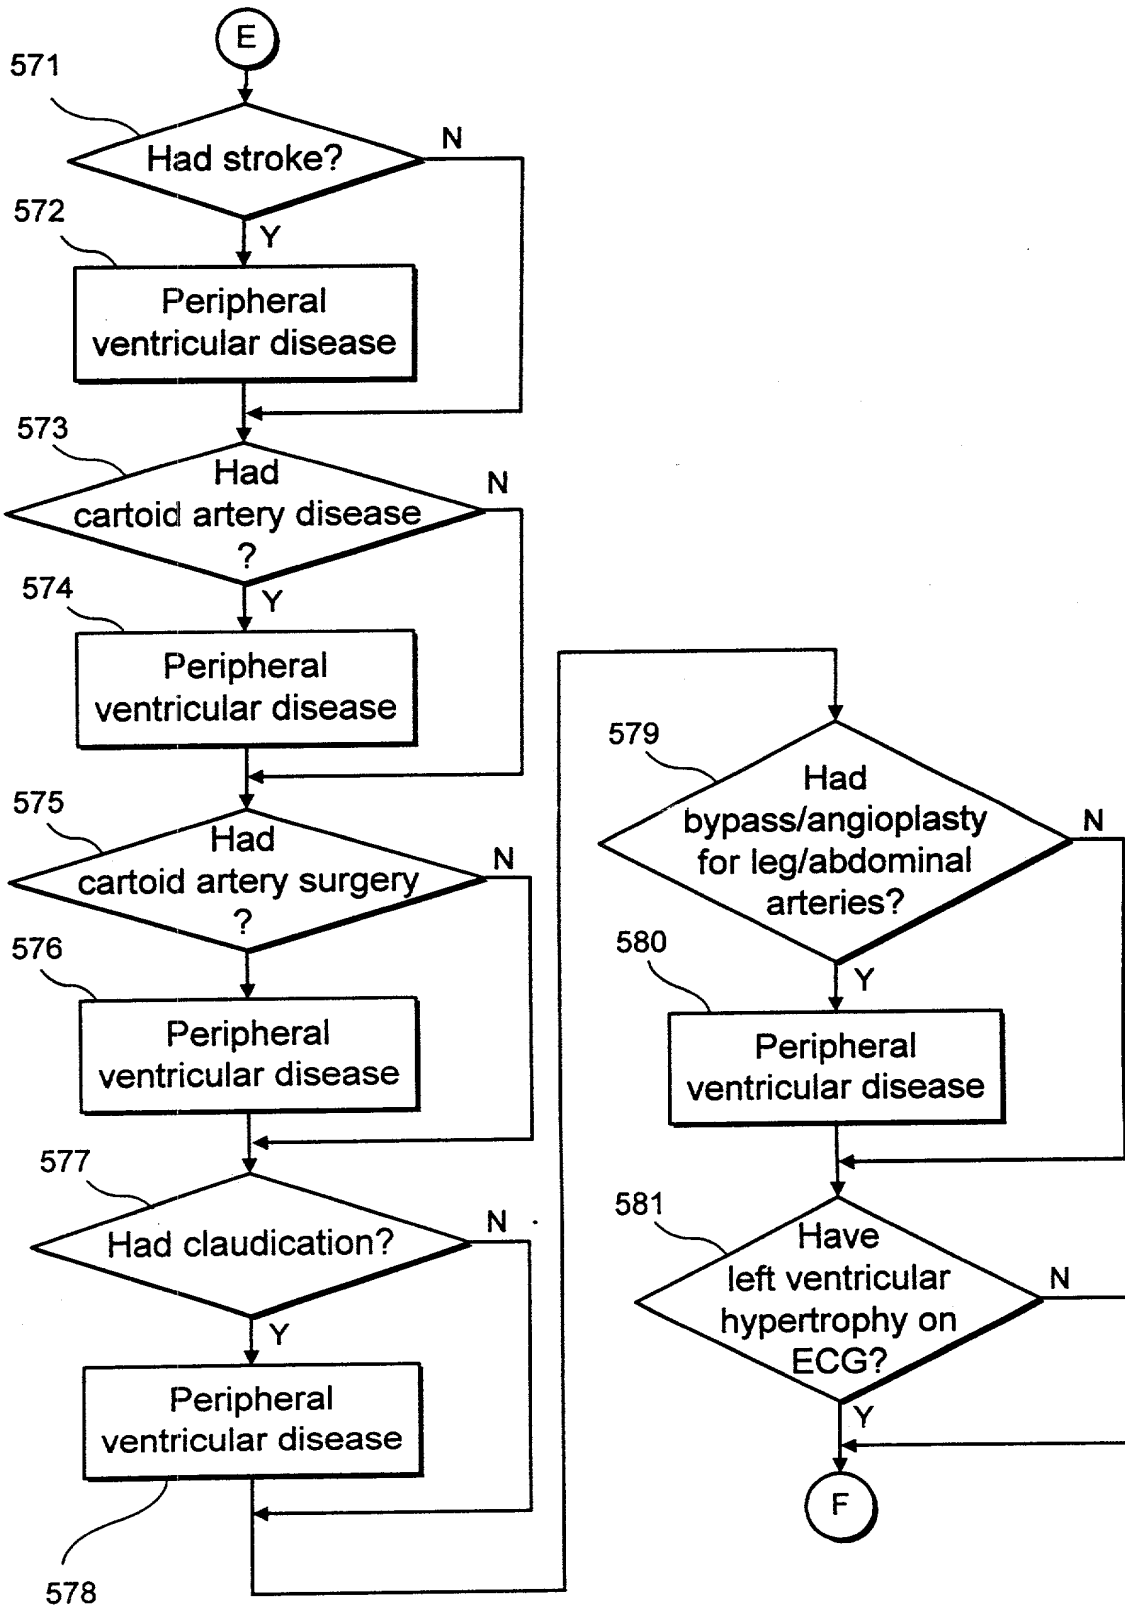 E
571
Had stroke?
N
Y
572
Peripheral
ventricular disease
573
Had
cartoid artery disease
?
N
Y
574
Peripheral
ventricular disease
575
Had
cartoid artery surgery
?
N
576
Peripheral
ventricular disease
577
Had claudication?
N
Y
Peripheral
ventricular disease
578
579
Had
bypass/angioplasty
for leg/abdominal
arteries?
N
Y
580
Peripheral
ventricular disease
581
Have
left ventricular
hypertrophy on
ECG?
N
Y
F